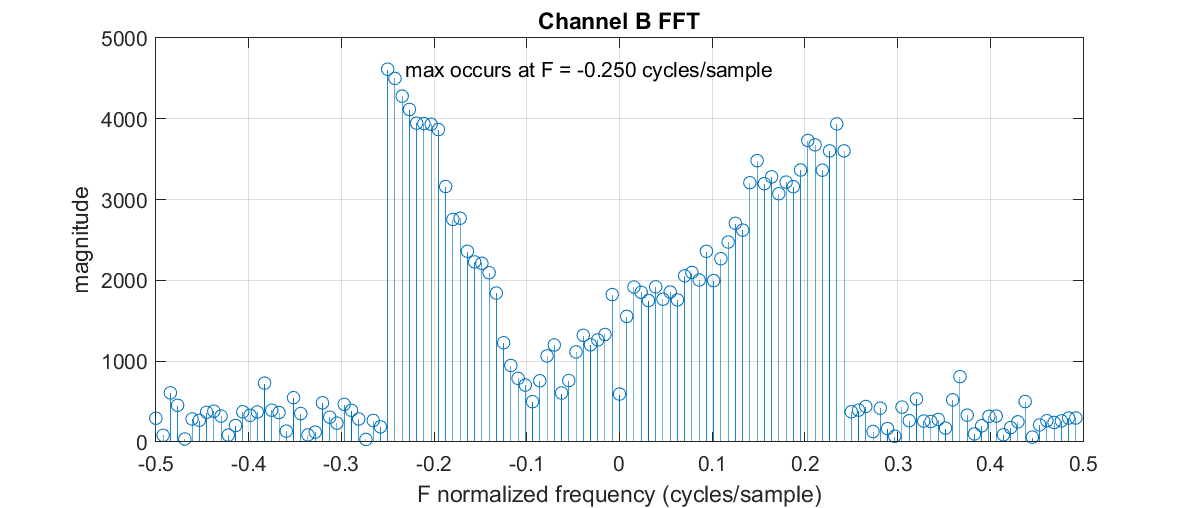 Channel B FFT
max occurs at F = -0.250 cycles/sample
5000
4000
3000
2000
1000
0
magnitude
-0.5 -0.4 -0.3 -0.2 -0.1 0 0.1 0.2 0.3 0.4 0.5
F normalized frequency (cycles/sample)